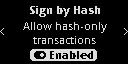 Sign by Hash
Allow hash-only
transactions
Enabled